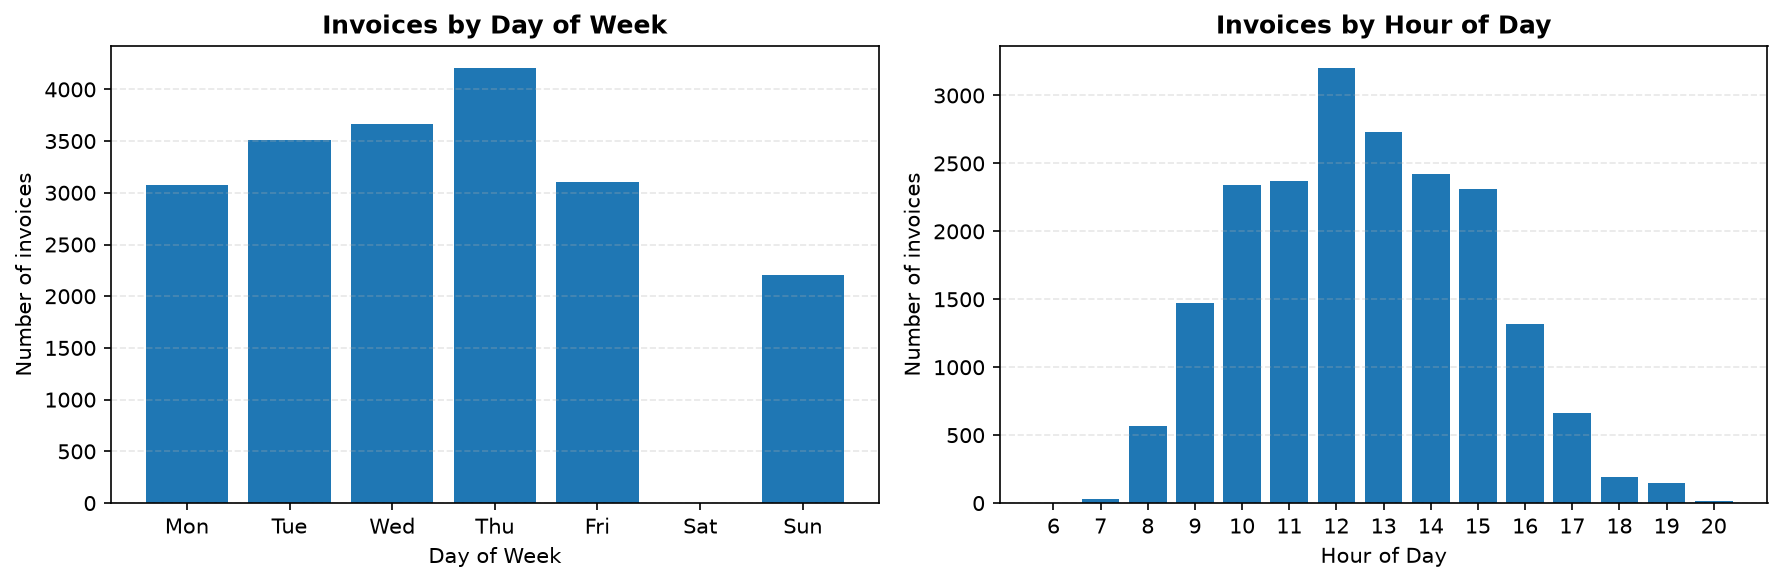 Invoices by Day of Week
Number of invoices
4000
3500
3000
2500
2000
1500
1000
500
0
Mon Tue Wed Thu Fri Sat Sun
Day of Week
Invoices by Hour of Day
Number of invoices
3000
2500
2000
1500
1000
500
0
6 7 8 9 10 11 12 13 14 15 16 17 18 19 20
Hour of Day